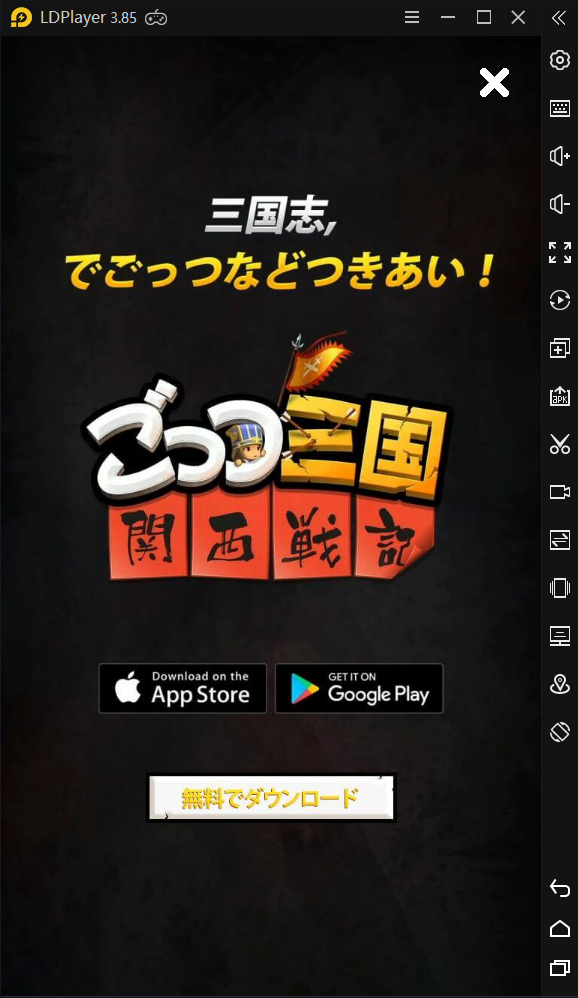 LDPlayer 3.85
三国志,
でごっつなどつきあい！
ごっつ三国
関西戦記
Download on the
App Store
GET IT ON
Google Play
無料でダウンロード
APK